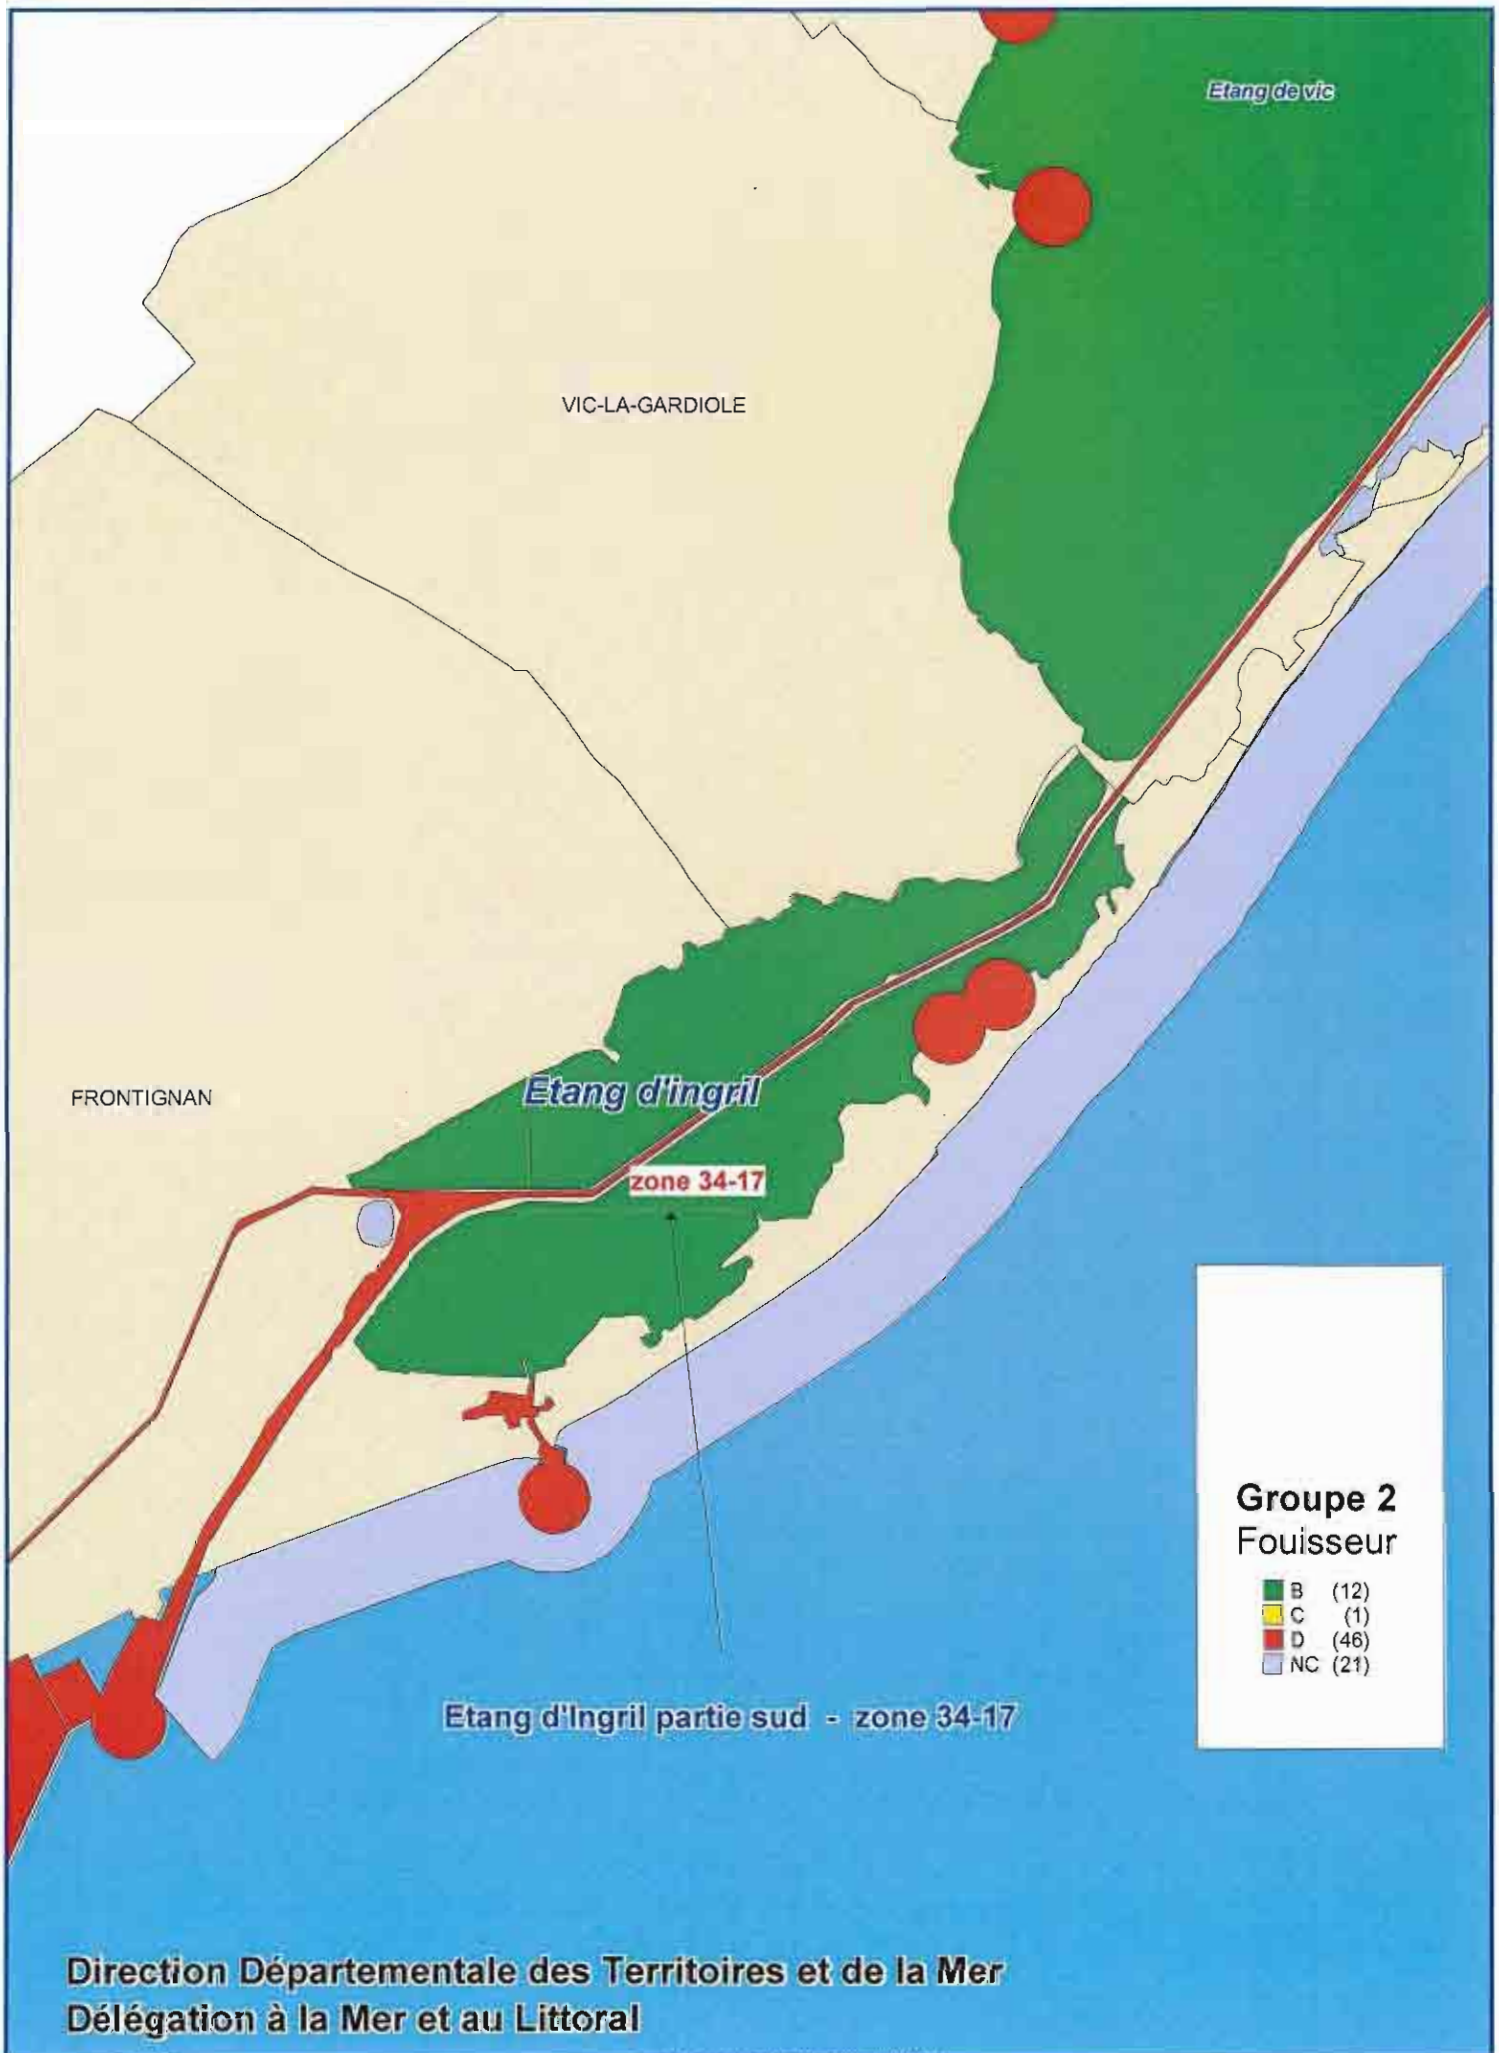 Etang de vic
VIC-LA-GARDIOLE
FRONTIGNAN
Etang d'ingril
zone 34-17
Groupe 2
Fouisseur
B (12)
C (1)
D (46)
NC (21)
Etang d'Ingril partie sud - zone 34-17
Direction Départementale des Territoires et de la Mer
Délégation à la Mer et au Littoral